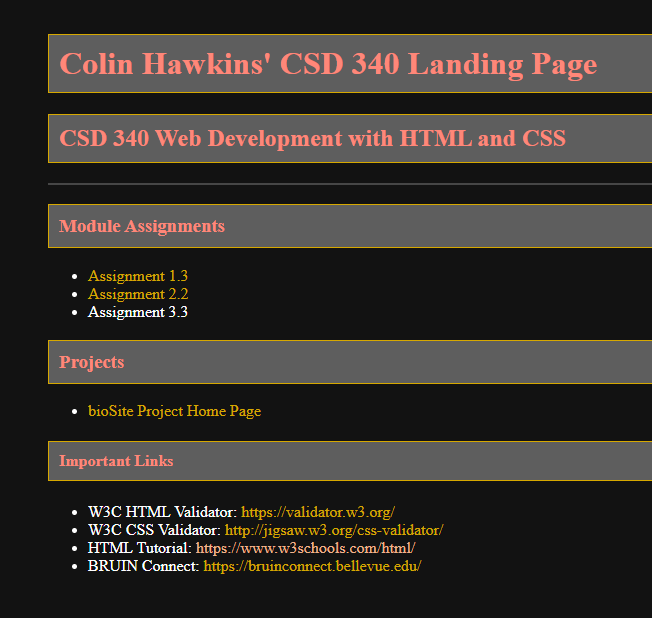 Colin Hawkins' CSD 340 Landing Page
CSD 340 Web Development with HTML and CSS
Module Assignments
Assignment 1.3
Assignment 2.2
Assignment 3.3
Projects
bioSite Project Home Page
Important Links
W3C HTML Validator: https://validator.w3.org/
W3C CSS Validator: http://jigsaw.w3.org/css-validator/
HTML Tutorial: https://www.w3schools.com/html/
BRUIN Connect: https://bruinconnect.bellevue.edu/